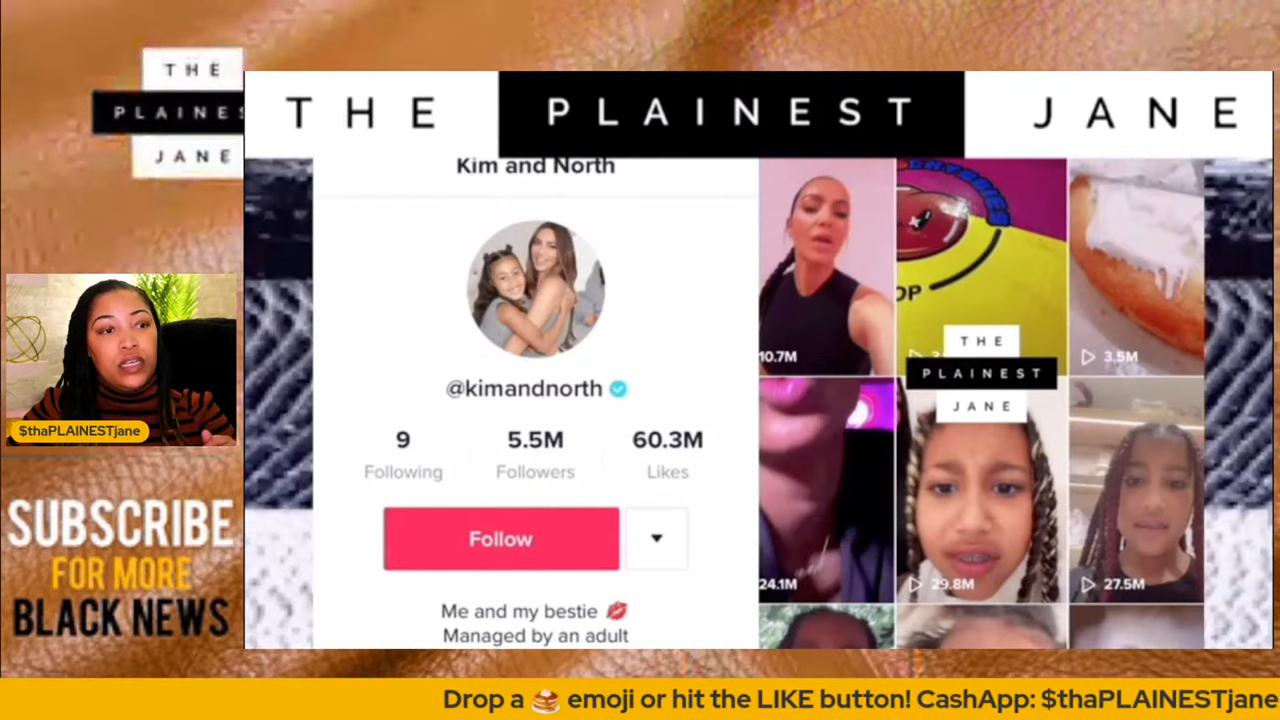 THE
PLAINES
JANE
THE PLAINEST JANE
Kim and North
@kimandnorth
9
5.5M
60.3M
Following
Followers
Likes
Follow
Me and my bestie 💋
Managed by an adult
10.7M
3.5M
THE
PLAINEST
JANE
24.1M
29.8M
27.5M
$thaPLAINESTjane
SUBSCRIBE
FOR MORE
BLACK NEWS
Drop a 🥞 emoji or hit the LIKE button! CashApp: $thaPLAINESTjane